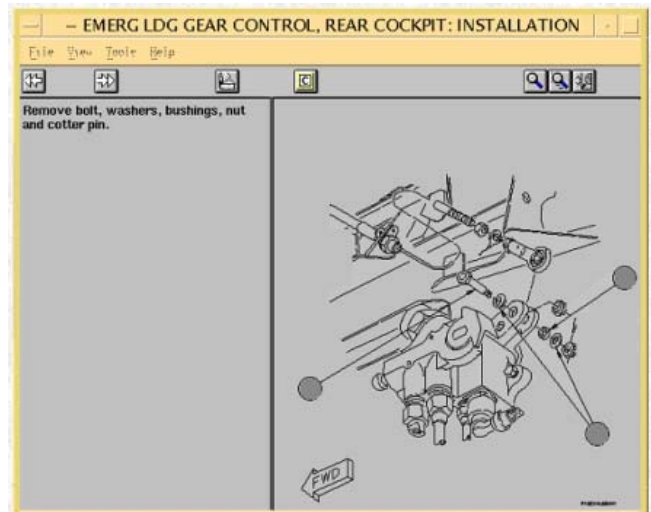 – EMERG LDG GEAR CONTROL, REAR COCKPIT: INSTALLATION
File View Tools Help
C
Remove bolt, washers, bushings, nut
and cotter pin.
FWD